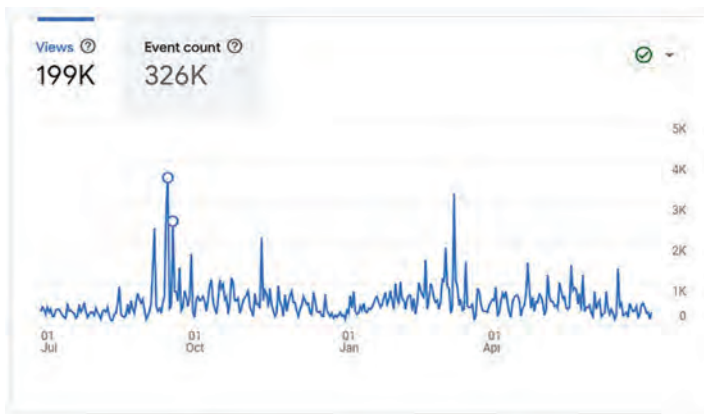 Views
Event count
199K
326K
5K
4K
3K
2K
1K
0
01
Jul
01
Oct
01
Jan
01
Apr